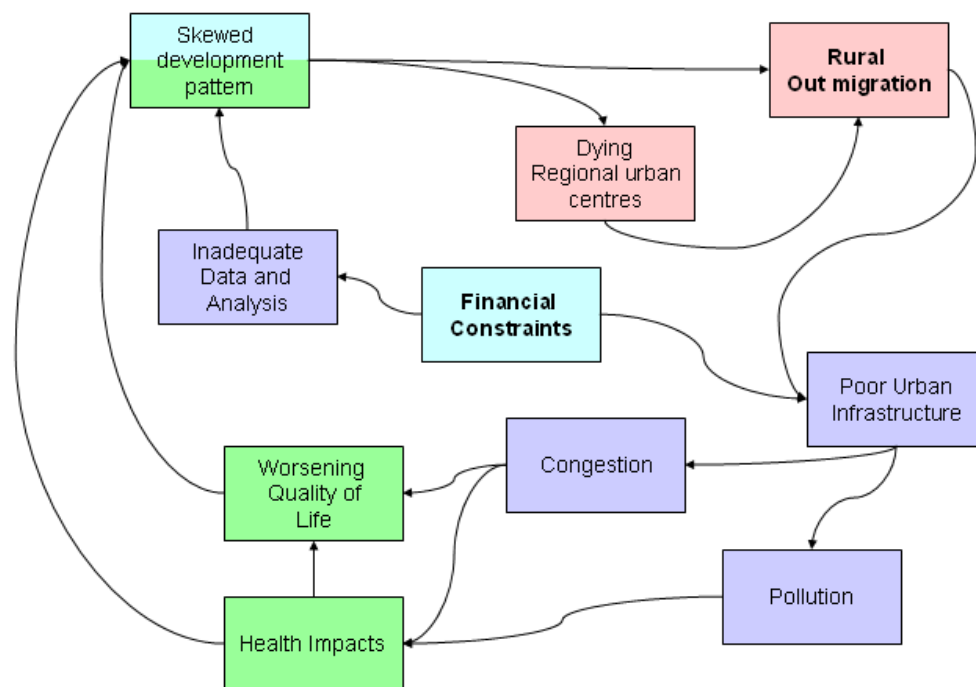 Skewed
development
pattern
Rural
Out migration
Dying
Regional urban
centres
Inadequate
Data and
Analysis
Financial
Constraints
Poor Urban
Infrastructure
Worsening
Quality of
Life
Congestion
Pollution
Health Impacts